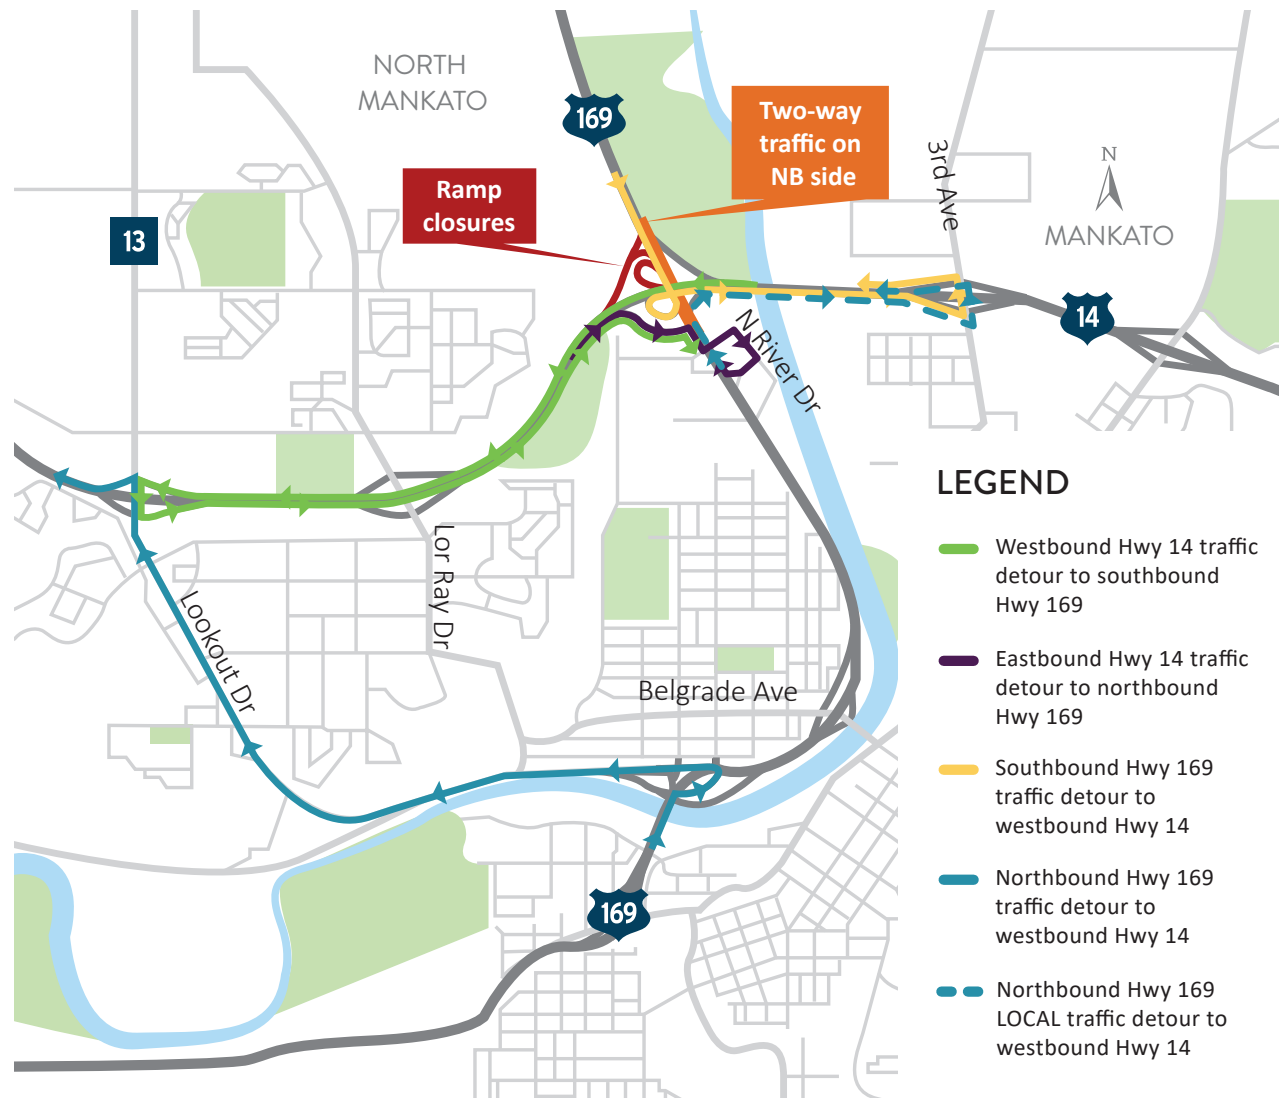 NORTH
MANKATO
169
Two-way
traffic on
NB side
Ramp
closures
3rd Ave
N
MANKATO
13
14
N River Dr
Lor Ray Dr
Lookout Dr
Belgrade Ave
169
LEGEND
Westbound Hwy 14 traffic
detour to southbound
Hwy 169
Eastbound Hwy 14 traffic
detour to northbound
Hwy 169
Southbound Hwy 169
traffic detour to
westbound Hwy 14
Northbound Hwy 169
traffic detour to
westbound Hwy 14
Northbound Hwy 169
LOCAL traffic detour to
westbound Hwy 14